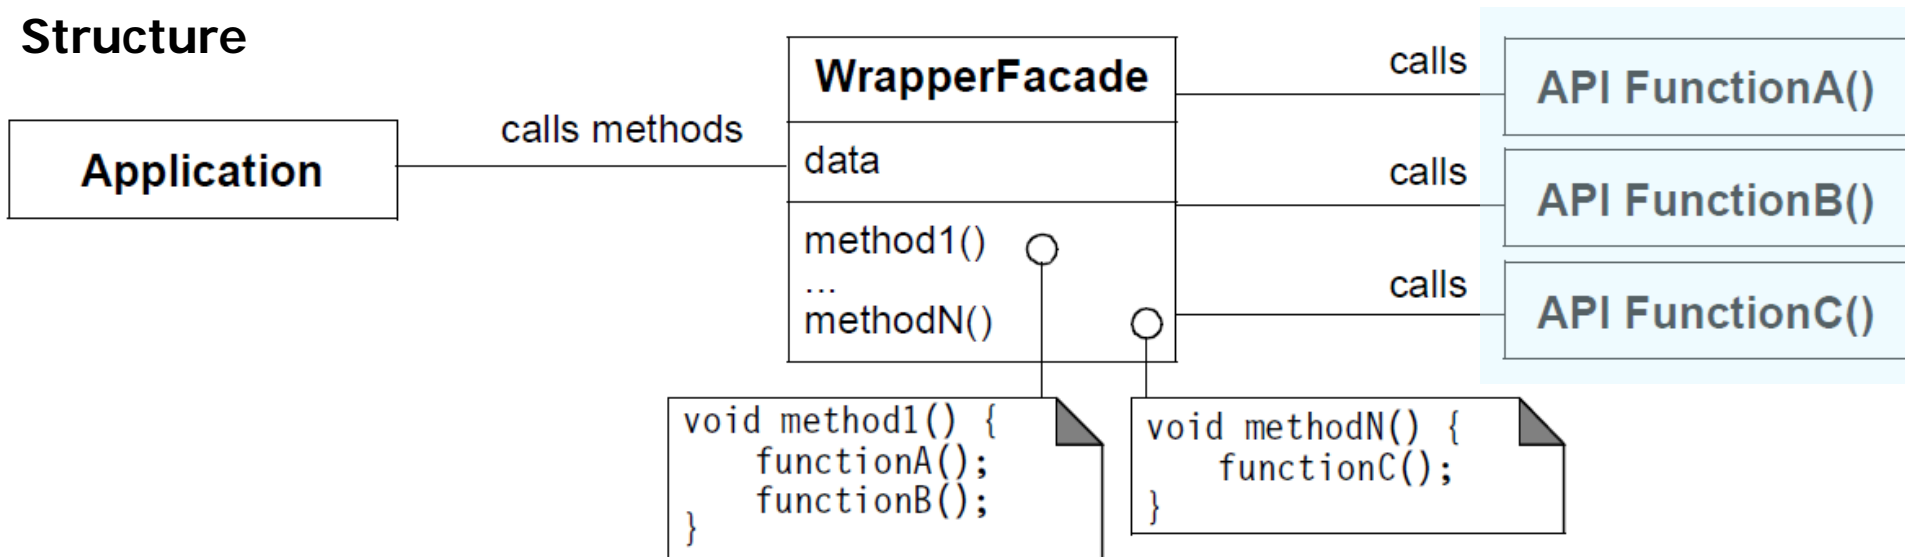 Structure
Application
calls methods
WrapperFacade
data
method1()
...
methodN()
calls
API FunctionA()
calls
API FunctionB()
calls
API FunctionC()
void method1() {
functionA();
functionB();
}
void methodN() {
functionC();
}